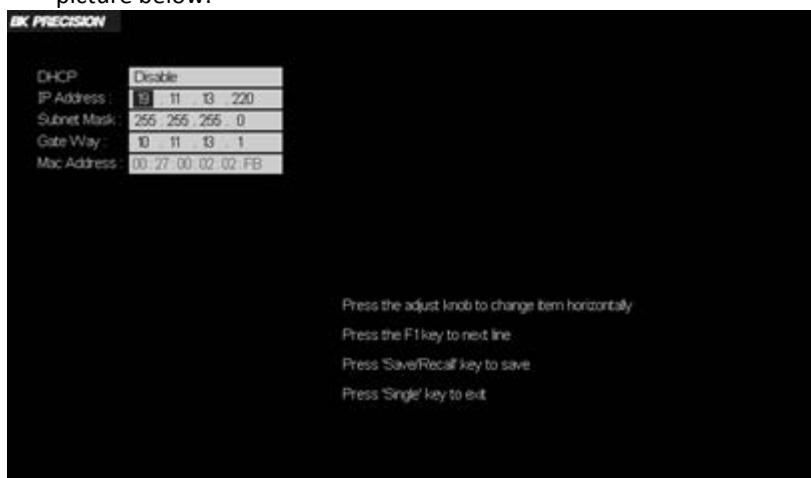 picture below:
BK PRECISION
DHCP Disable
IP Address : 19 . 11 . 13 . 220
Subnet Mask : 255 . 255 . 255 . 0
Gate Way : 10 . 11 . 13 . 1
Mac Address : 00 : 27 : 00 : 02 : 02 : FB
Press the adjust knob to change item horizontally
Press the F1 key to next line
Press 'Save/Recall' key to save
Press 'Single' key to exit